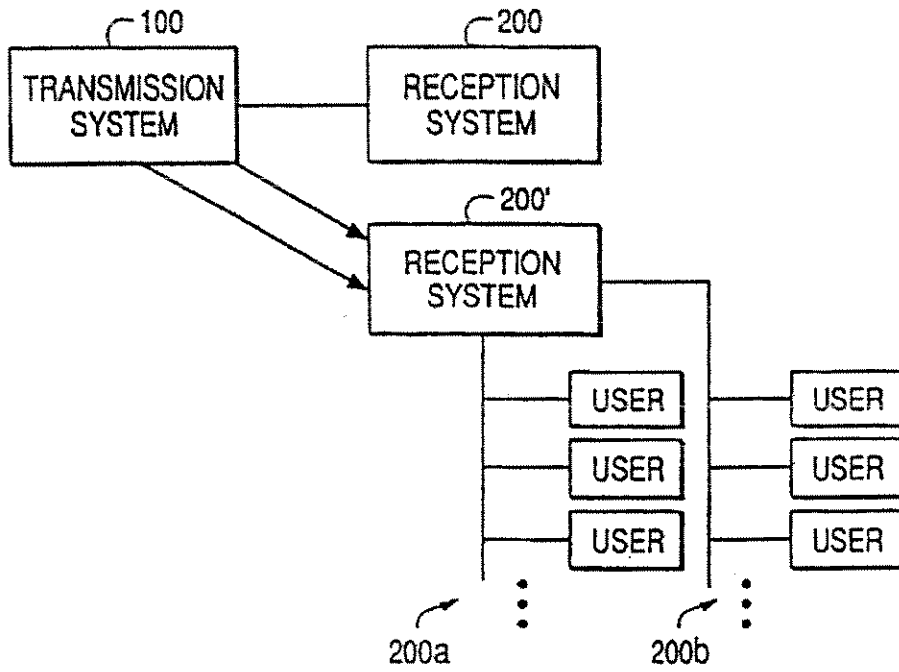 100
200
TRANSMISSION
SYSTEM
RECEPTION
SYSTEM
200'
RECEPTION
SYSTEM
USER
USER
USER
USER
USER
USER
200a
200b